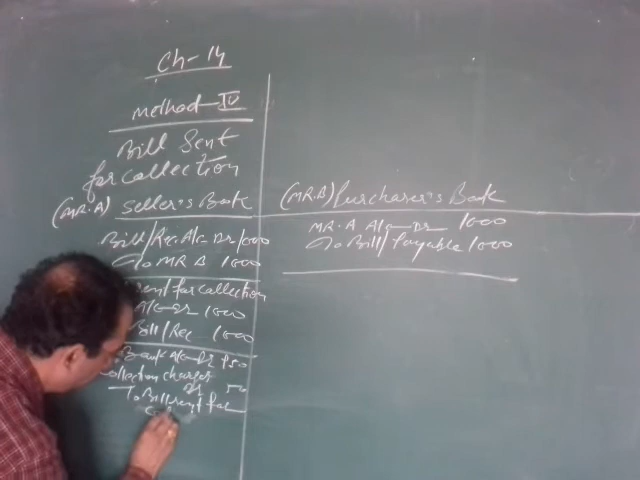 Ch-14
Method-IV
Bill Sent
for collection
(MR.A) Seller's Book
(MR.B) Purchaser's Book
Bill/Rec. A/c Dr 1000
To MR B 1000
MR.A A/c Dr 1000
To Bill/Payable 1000
for collection
A/c Dr 1000
Bill/Rec 1000
Bank A/c Dr 950
collection charges
Dr 50
To Bill sent for